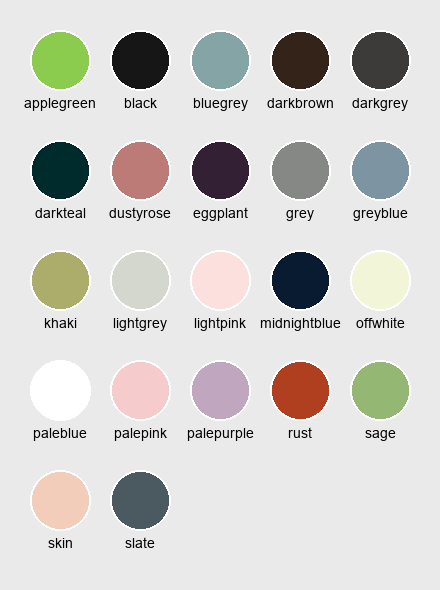 applegreen black bluegrey darkbrown darkgrey
darkteal dustyrose eggplant grey greyblue
khaki lightgrey lightpink midnightblue offwhite
paleblue palepink palepurple rust sage
skin slate